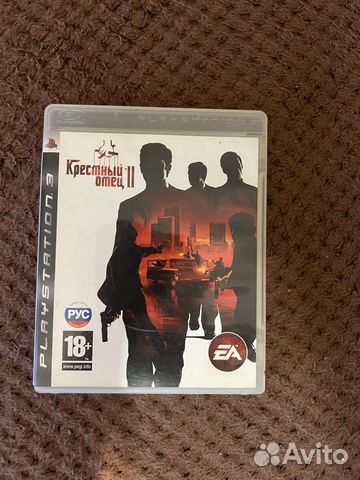 PLAYSTATION 3
PLAYSTATION 3
Крестный
отец II
РУС
18+
www.pegi.info
EA
Avito